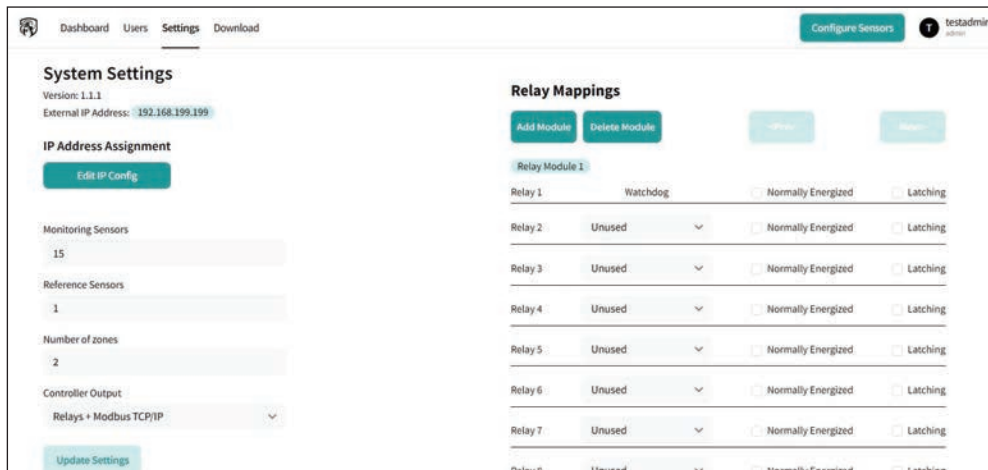 Dashboard Users Settings Download
Configure Sensors
T
testadmin
admin
System Settings
Version: 1.1.1
External IP Address: 192.168.199.199
IP Address Assignment
Edit IP Config
Monitoring Sensors
15
Reference Sensors
1
Number of zones
2
Controller Output
Relays + Modbus TCP/IP
Update Settings
Relay Mappings
Add Module Delete Module
Relay Module 1
Relay 1 Watchdog Normally Energized Latching
Relay 2 Unused Normally Energized Latching
Relay 3 Unused Normally Energized Latching
Relay 4 Unused Normally Energized Latching
Relay 5 Unused Normally Energized Latching
Relay 6 Unused Normally Energized Latching
Relay 7 Unused Normally Energized Latching